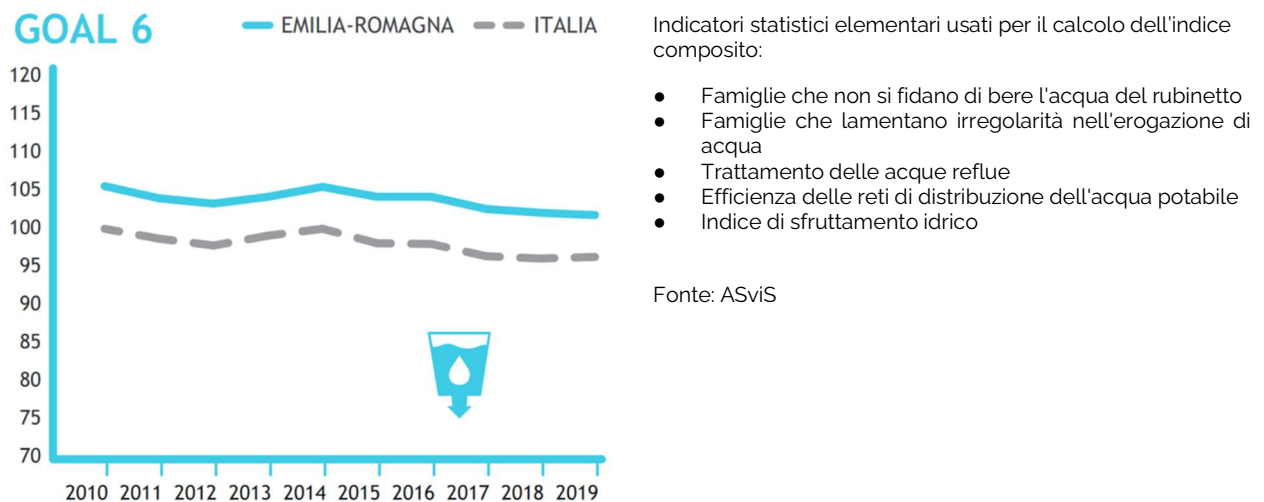 GOAL 6
EMILIA-ROMAGNA
ITALIA
120
115
110
105
100
95
90
85
80
75
70
2010 2011 2012 2013 2014 2015 2016 2017 2018 2019
Indicatori statistici elementari usati per il calcolo dell'indice
composito:
● Famiglie che non si fidano di bere l'acqua del rubinetto
● Famiglie che lamentano irregolarità nell'erogazione di
acqua
● Trattamento delle acque reflue
● Efficienza delle reti di distribuzione dell'acqua potabile
● Indice di sfruttamento idrico
Fonte: ASviS